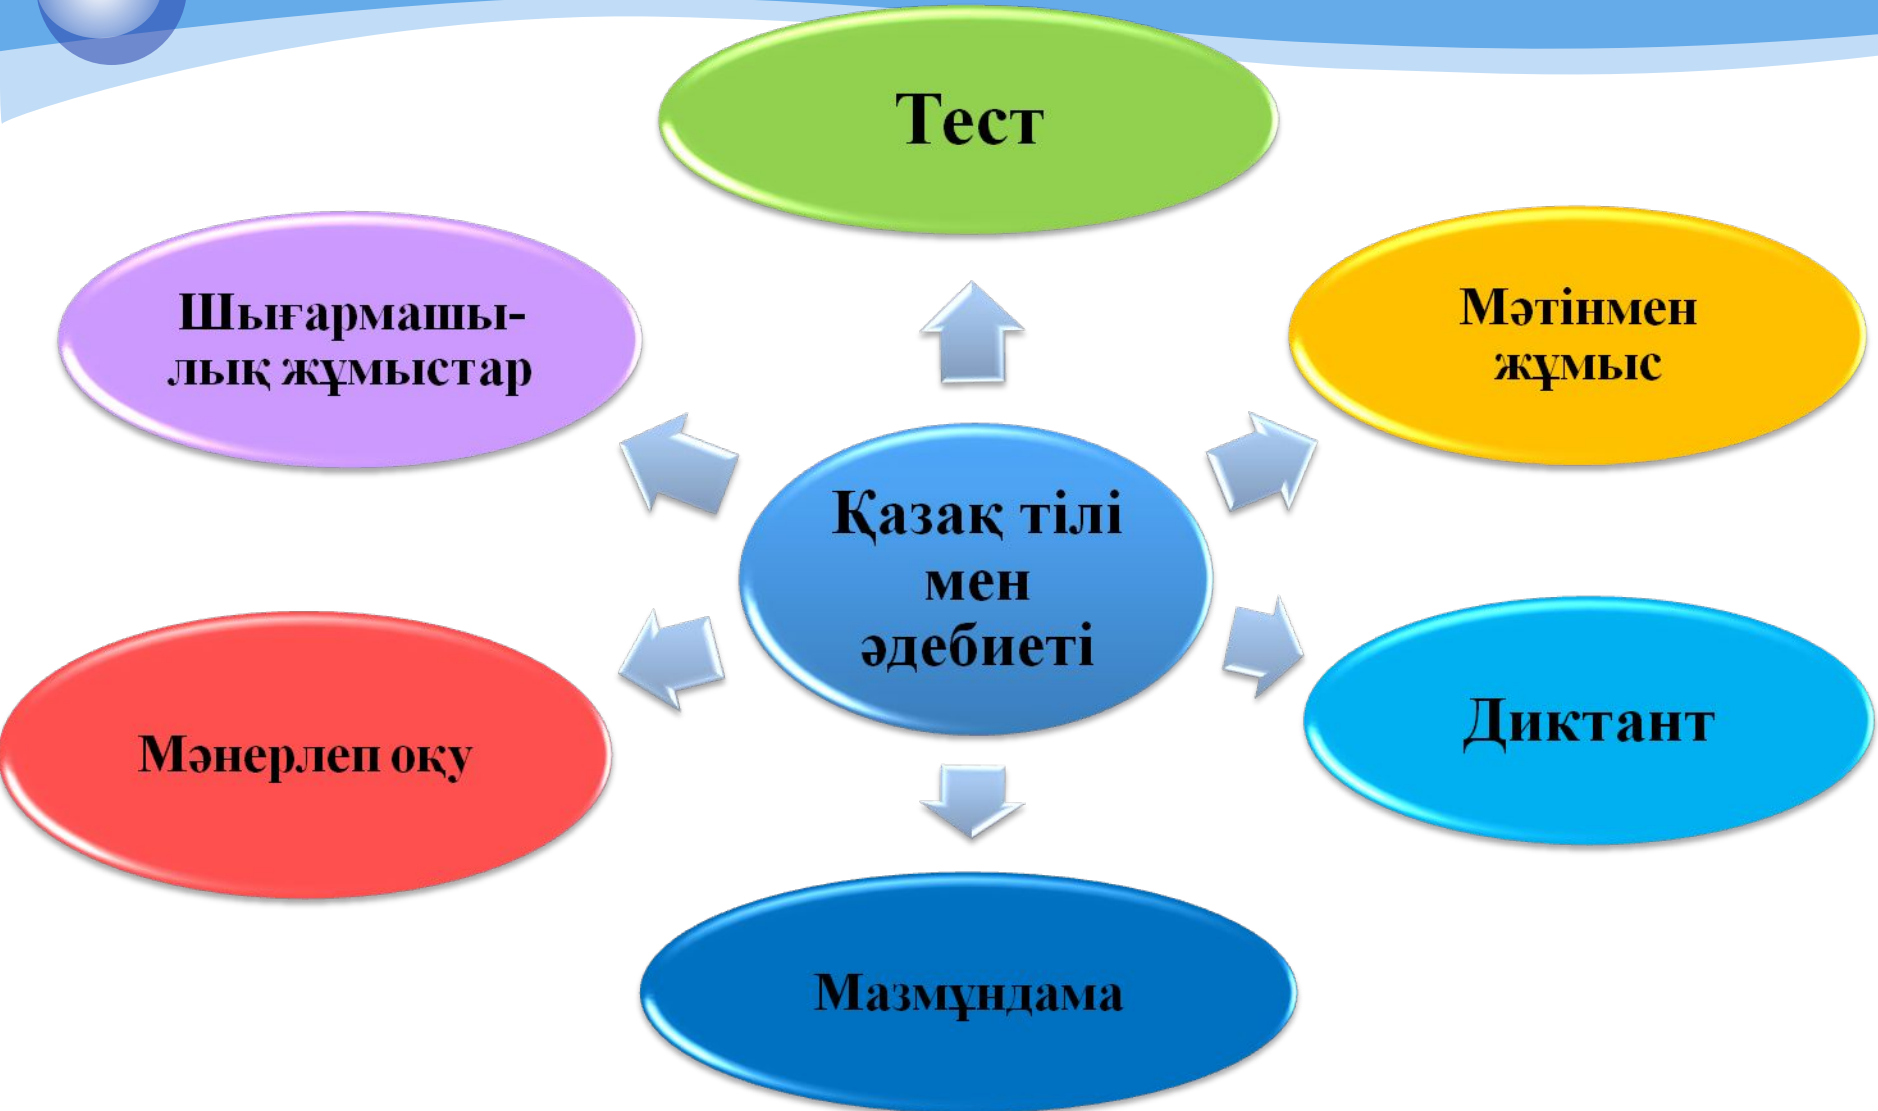 Тест
Шығармашы-
лық жұмыстар
Мәтінмен
жұмыс
Қазақ тілі
мен
әдебиеті
Мәнерлеп оқу
Диктант
Мазмұндама